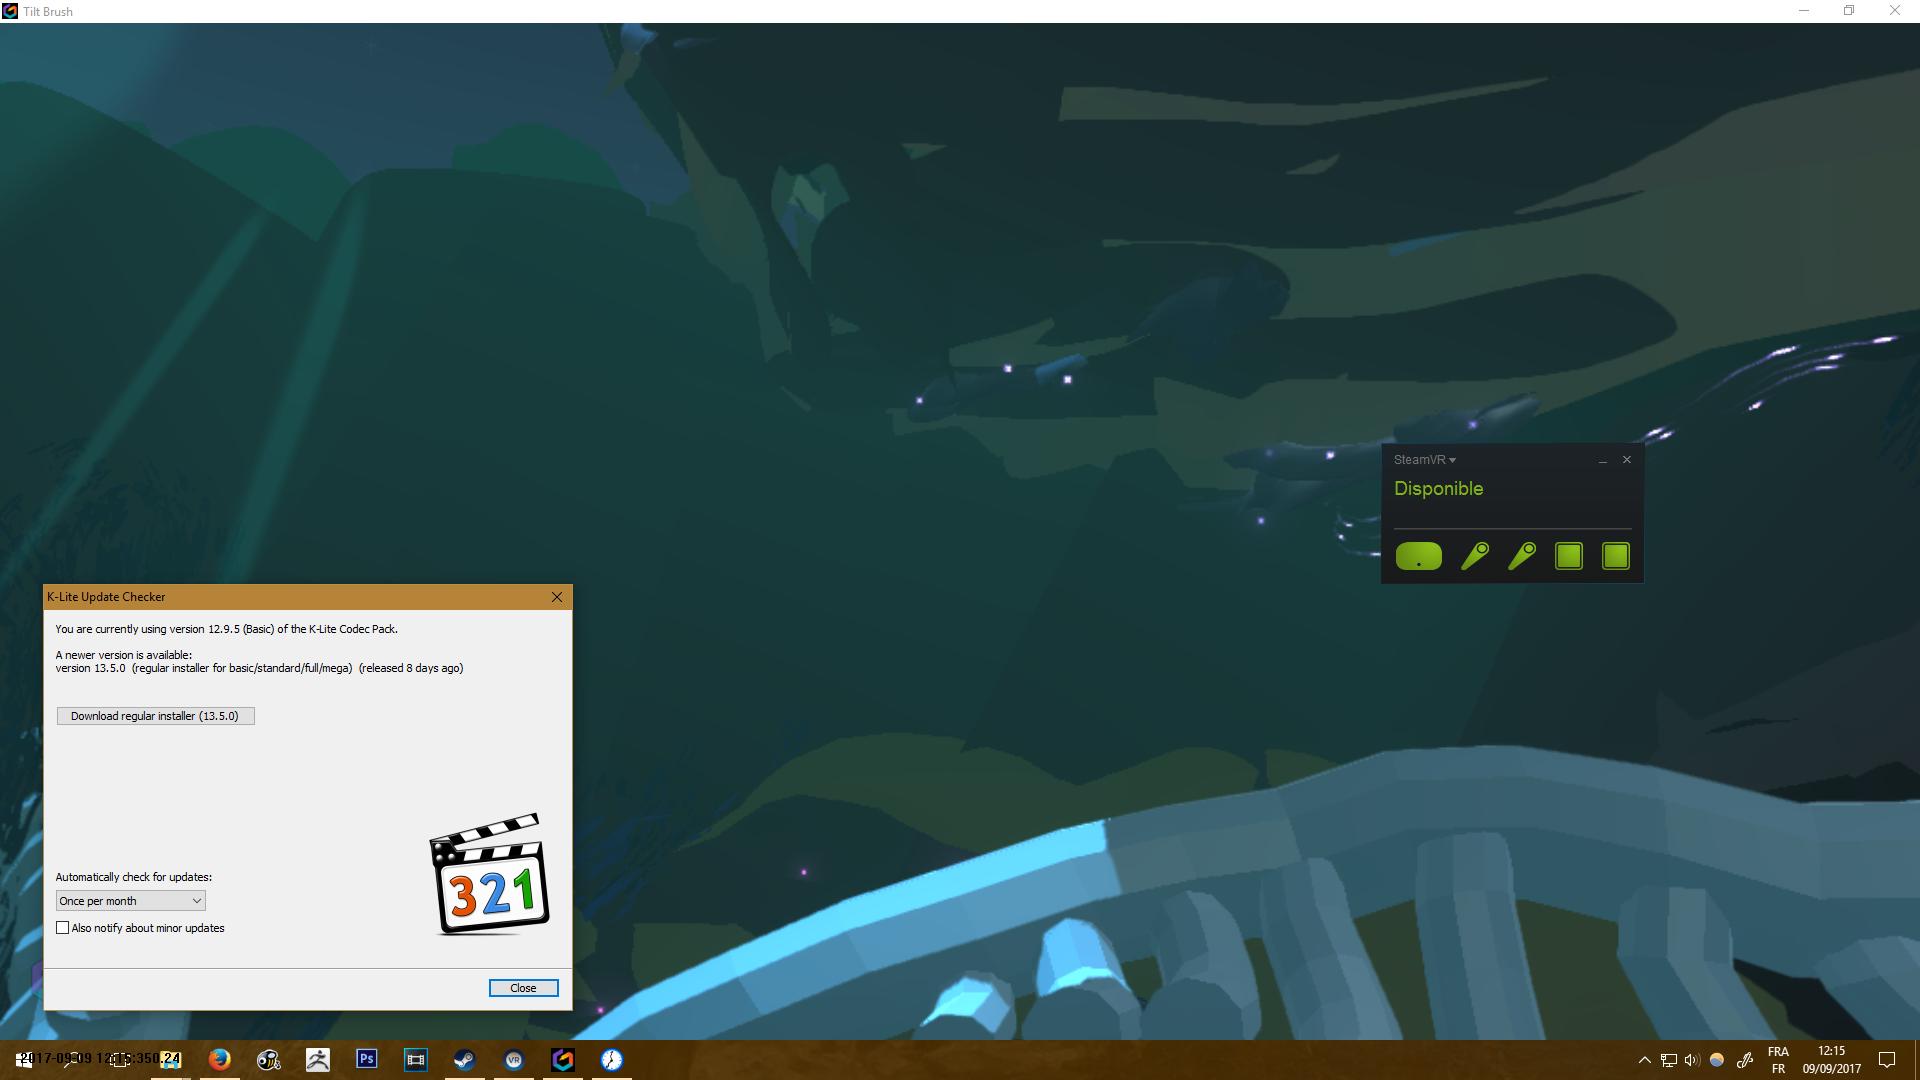 Tilt Brush
SteamVR
Disponible
K-Lite Update Checker
You are currently using version 12.9.5 (Basic) of the K-Lite Codec Pack.
A newer version is available:
version 13.5.0 (regular installer for basic/standard/full/mega) (released 8 days ago)
Download regular installer (13.5.0)
321
Automatically check for updates:
Once per month
Also notify about minor updates
Close
2017-09-09 12:15:350.24
Ps
VR
FRA
FR
12:15
09/09/2017